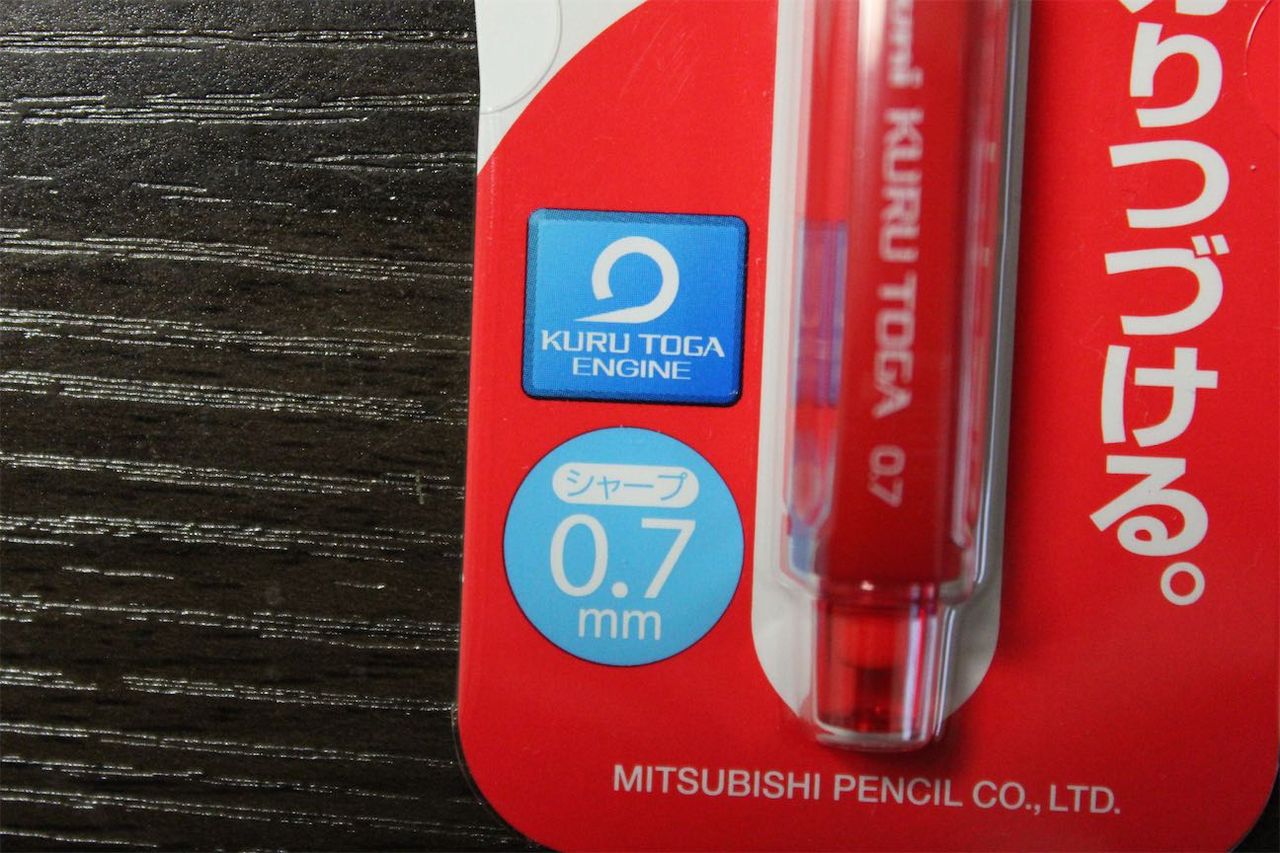 KURU TOGA
ENGINE
シャープ
0.7
mm
uni KURU TOGA 0.7
りつづける。
MITSUBISHI PENCIL CO., LTD.